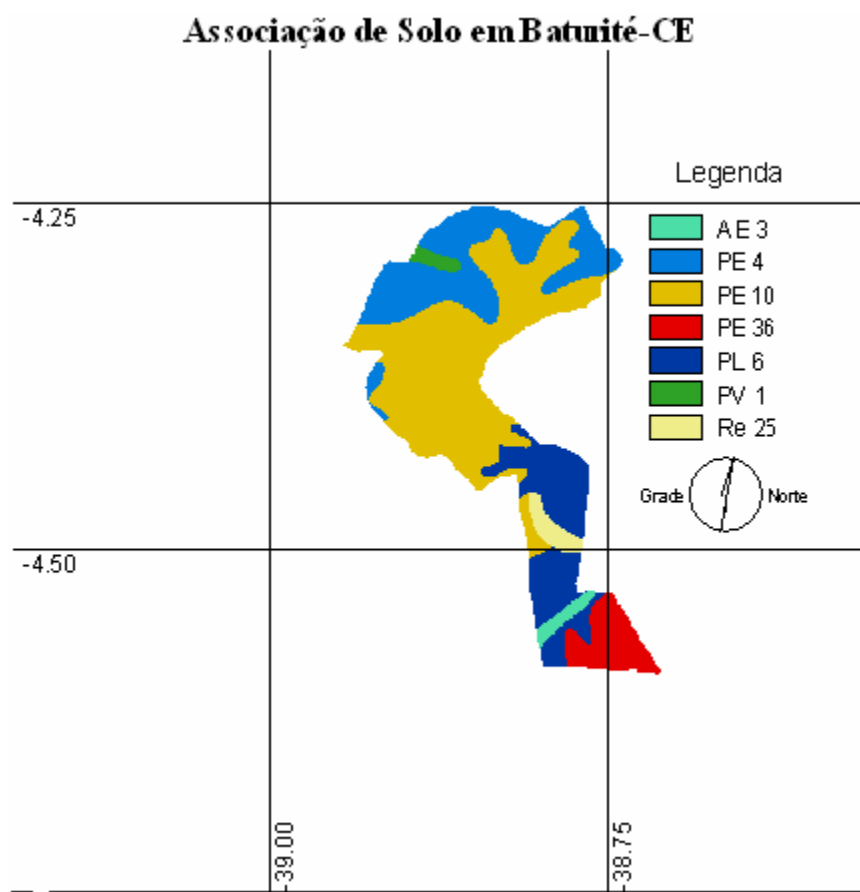 Associação de Solo em Baturité-CE
Legenda
-4.25
AE 3
PE 4
PE 10
PE 36
PL 6
PV 1
Re 25
Grade Norte
-4.50
-39.00
-38.75